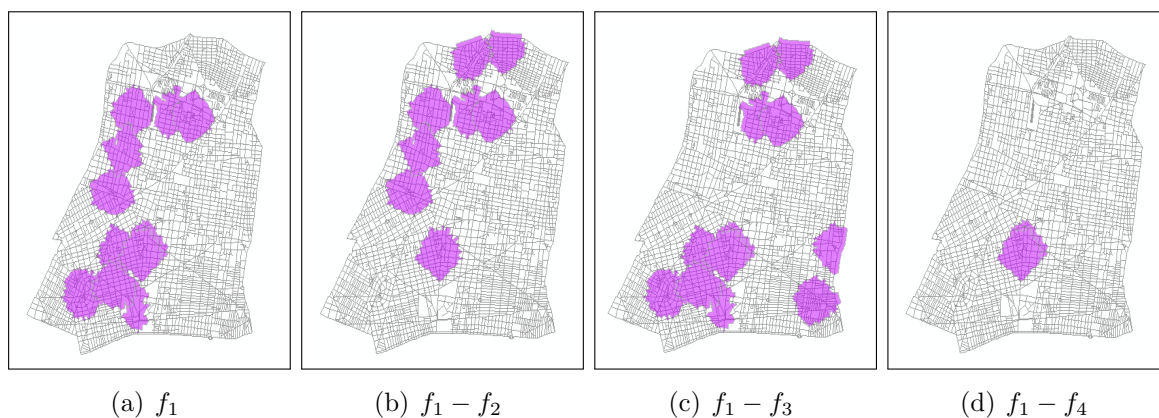 (a) f₁ (b) f₁ − f₂ (c) f₁ − f₃ (d) f₁ − f₄